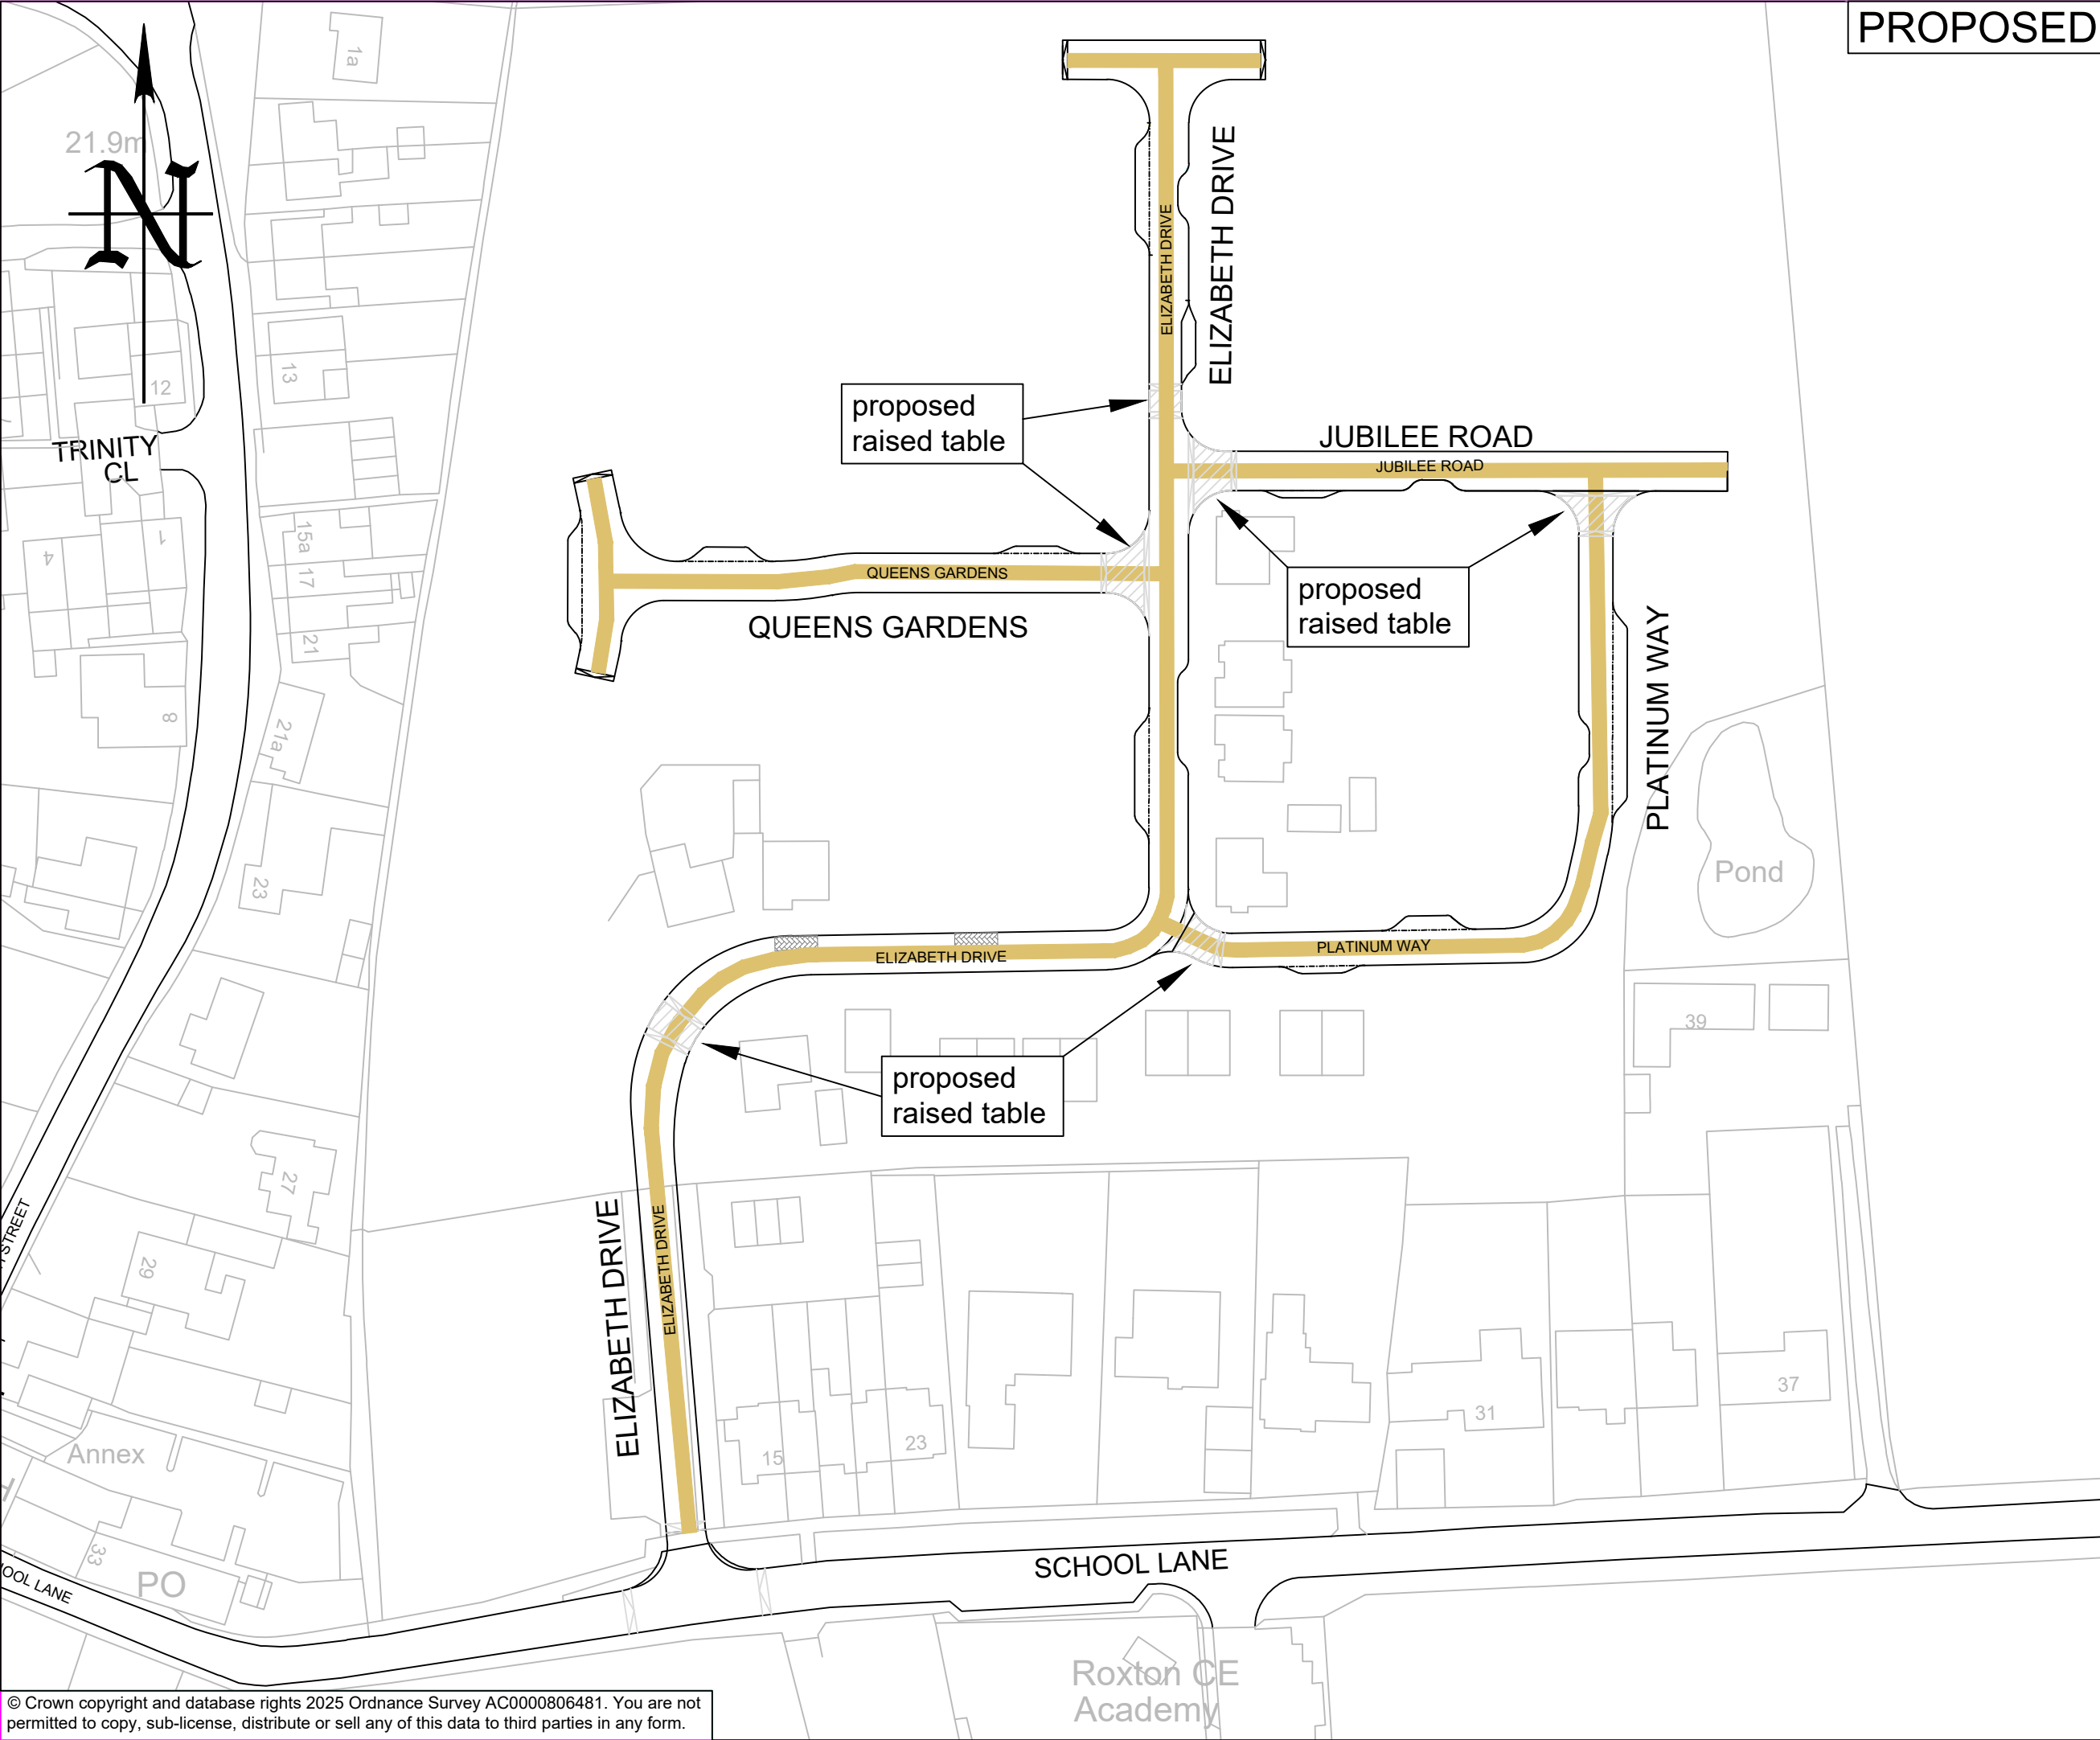 PROPOSED
1a
21.9m
N
ELIZABETH DRIVE
ELIZABETH DRIVE
12
13
proposed
raised table
TRINITY
CL
JUBILEE ROAD
JUBILEE ROAD
1
4
15a
17
21
QUEENS GARDENS
QUEENS GARDENS
proposed
raised table
8
21a
PLATINUM WAY
23
Pond
ELIZABETH DRIVE
PLATINUM WAY
39
proposed
raised table
27
29
STREET
ELIZABETH DRIVE
ELIZABETH DRIVE
15
23
31
37
Annex
33
PO
OOL LANE
SCHOOL LANE
Roxton CE
Academy
© Crown copyright and database rights 2025 Ordnance Survey AC0000806481. You are not
permitted to copy, sub-license, distribute or sell any of this data to third parties in any form.